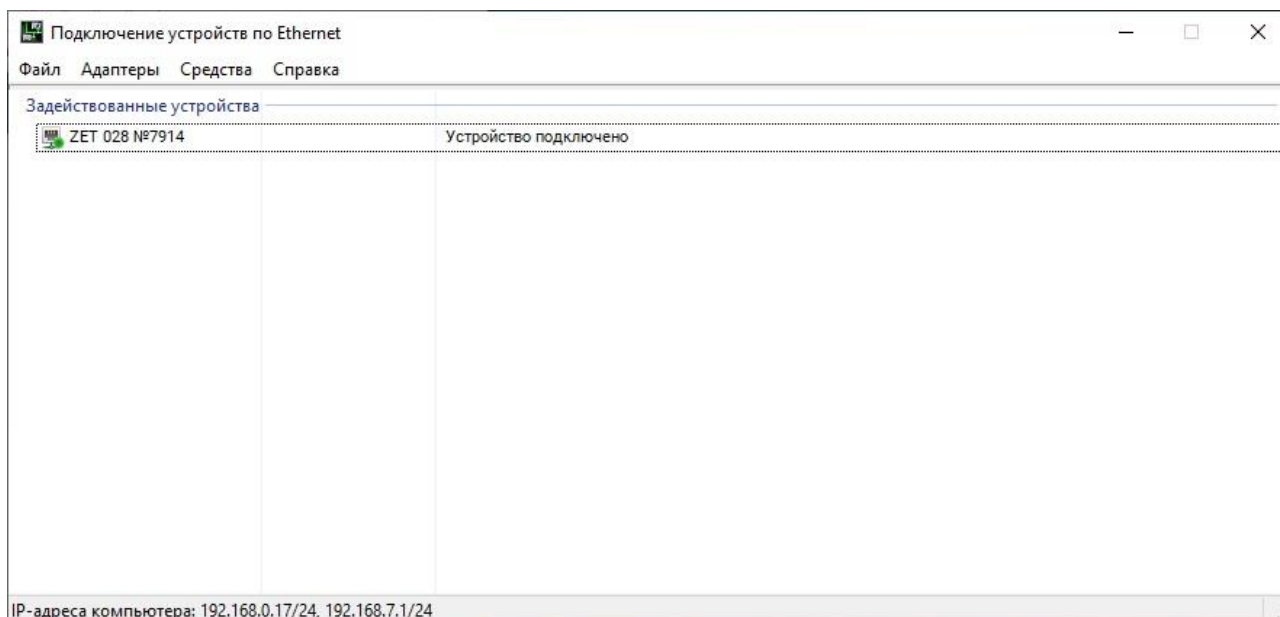 Подключение устройств по Ethernet
Файл Адаптеры Средства Справка
Задействованные устройства
ZET 028 №7914 Устройство подключено
IP-адреса компьютера: 192.168.0.17/24, 192.168.7.1/24